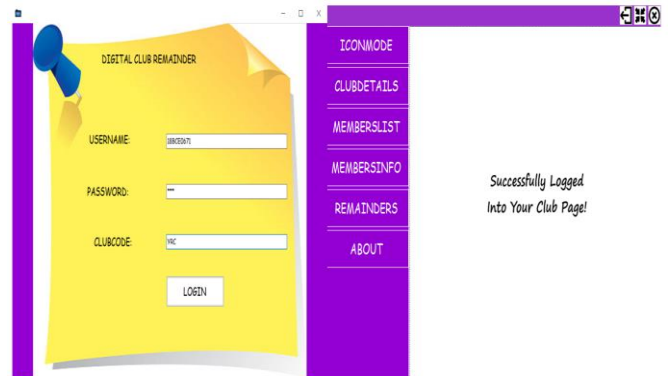 DIGITAL CLUB REMAINDER
USERNAME:
PASSWORD:
***
CLUBCODE:
YRC
LOGIN
ICONMODE
CLUBDETAILS
MEMBERSLIST
MEMBERSINFO
REMAINDERS
ABOUT
Successfully Logged
Into Your Club Page!